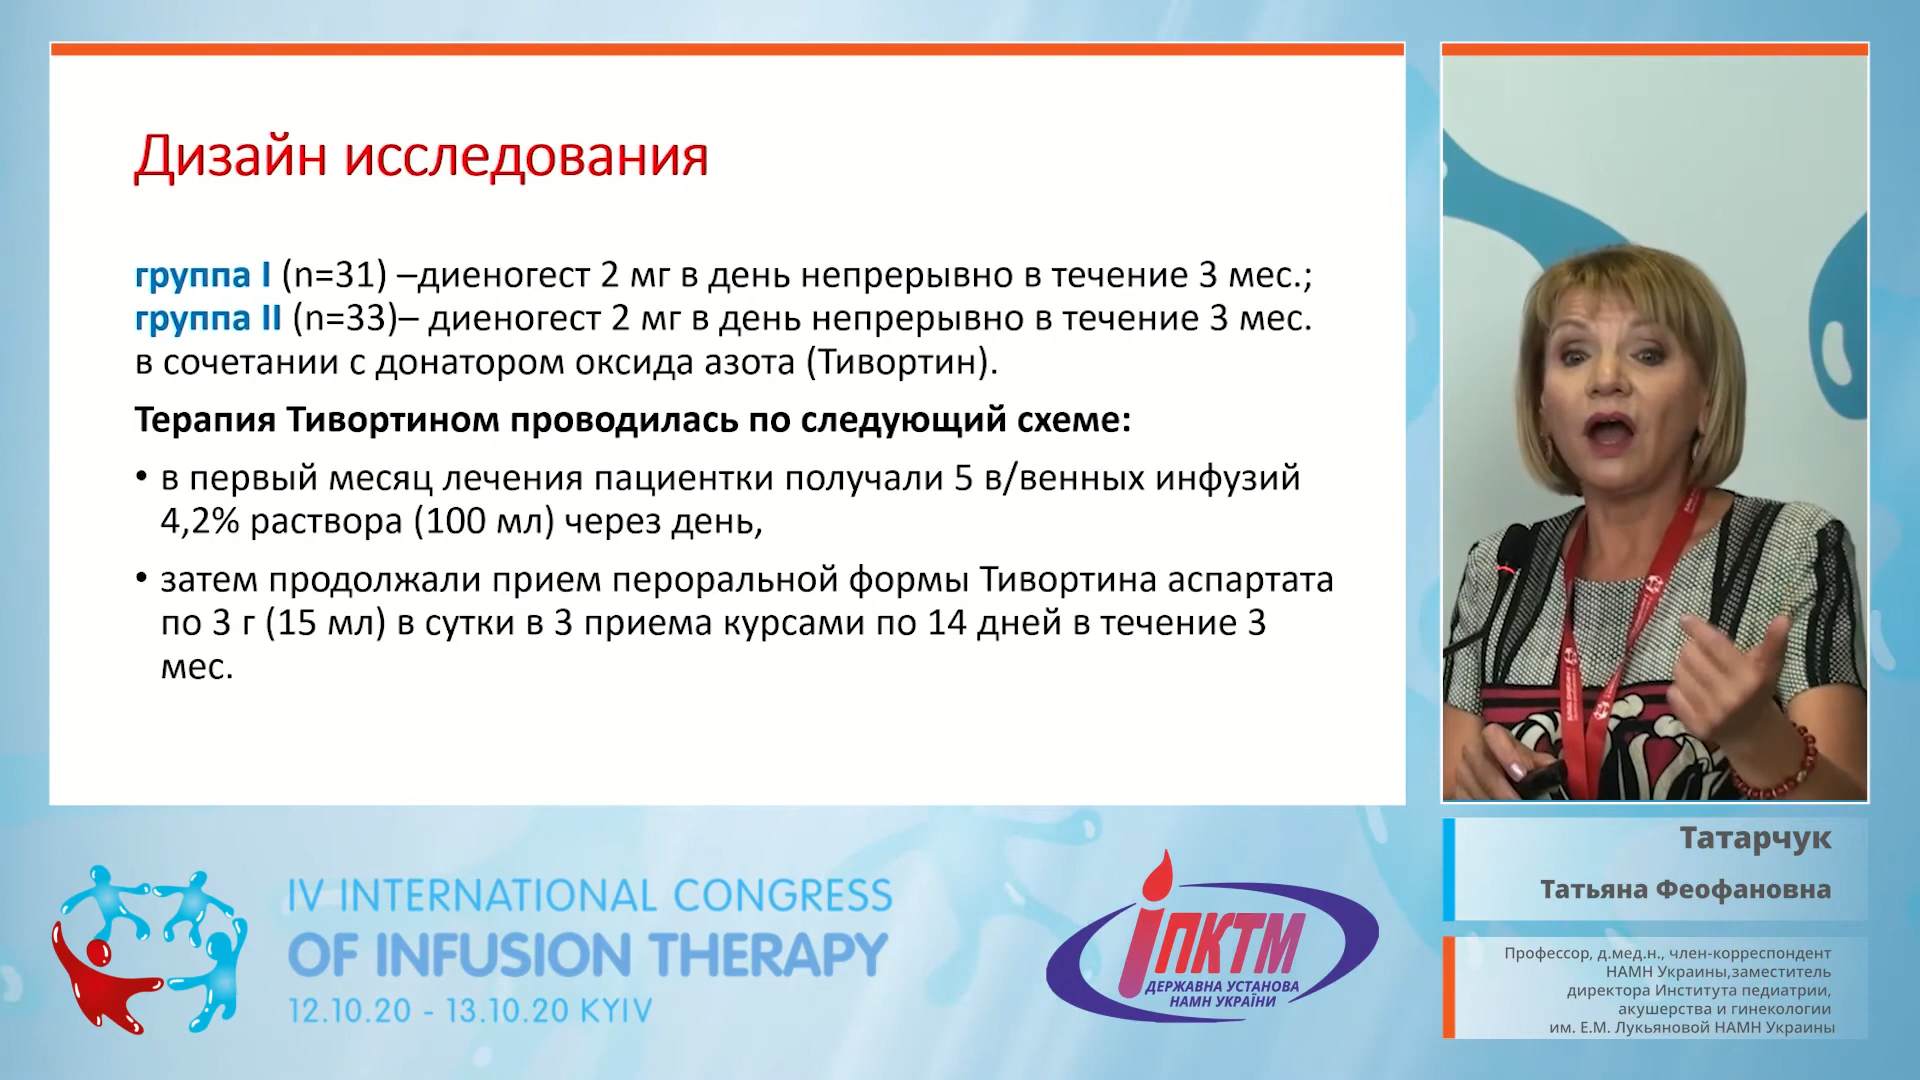 Дизайн исследования
группа I (n=31) –диеногест 2 мг в день непрерывно в течение 3 мес.;
группа II (n=33)– диеногест 2 мг в день непрерывно в течение 3 мес.
в сочетании с донатором оксида азота (Тивортин).
Терапия Тивортином проводилась по следующий схеме:
• в первый месяц лечения пациентки получали 5 в/венных инфузий
4,2% раствора (100 мл) через день,
• затем продолжали прием пероральной формы Тивортина аспартата
по 3 г (15 мл) в сутки в 3 приема курсами по 14 дней в течение 3
мес.
IV INTERNATIONAL CONGRESS
OF INFUSION THERAPY
12.10.20 - 13.10.20 KYIV
іПКТМ
ДЕРЖАВНА УСТАНОВА
НАМН УКРАЇНИ
Татарчук
Татьяна Феофановна
Профессор, д.мед.н., член-корреспондент
НАМН Украины,заместитель
директора Института педиатрии,
акушерства и гинекологии
им. Е.М. Лукьяновой НАМН Украины